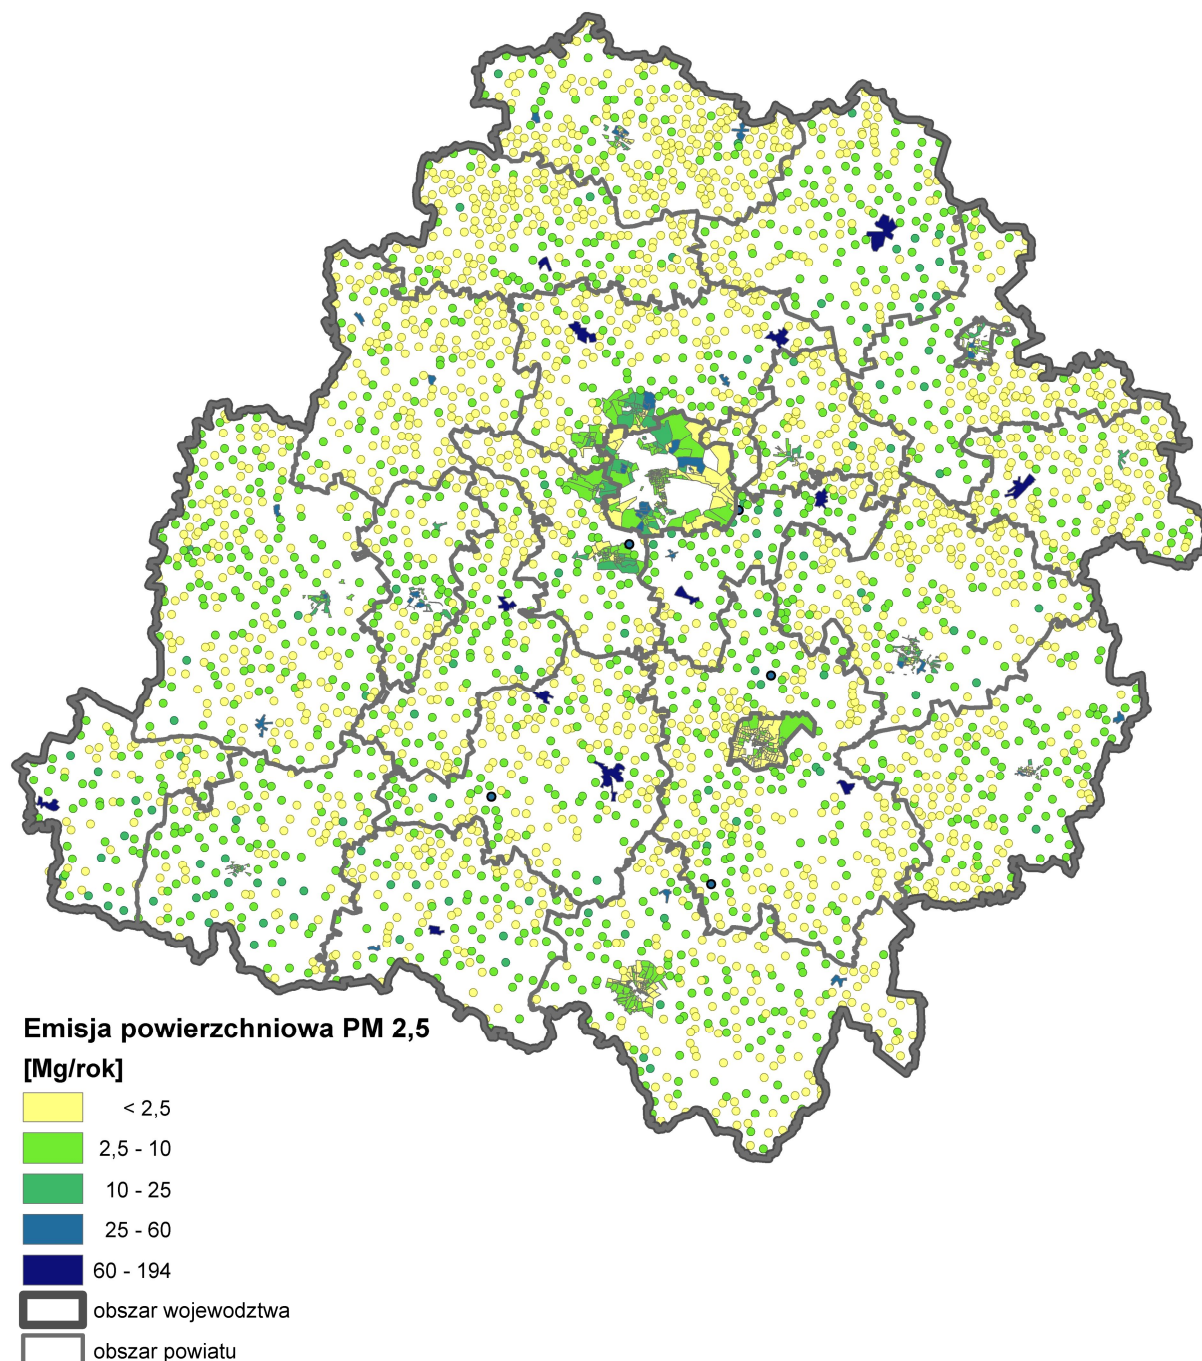 Emisja powierzchniowa PM 2,5
[Mg/rok]
< 2,5
2,5 - 10
10 - 25
25 - 60
60 - 194
obszar wojewodztwa
obszar powiatu